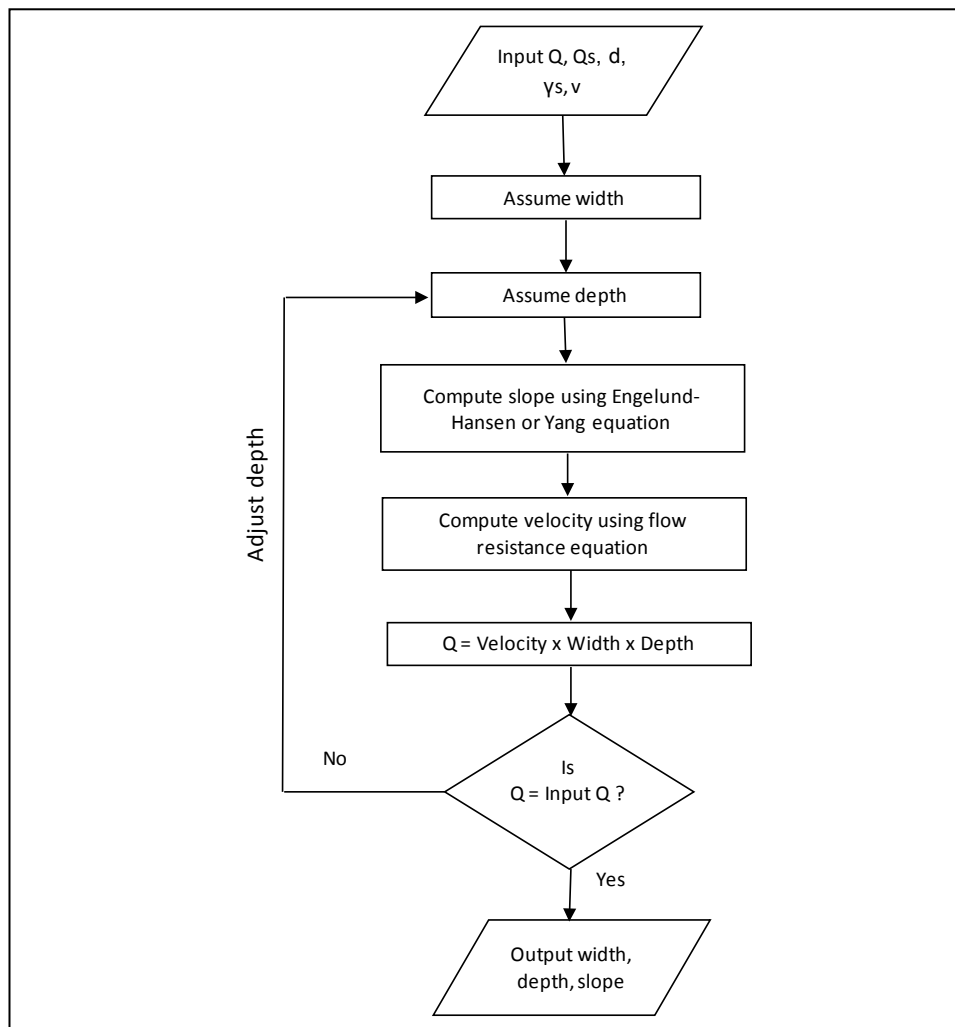 Input Q, Qs, d,
γs, v
Assume width
Assume depth
Compute slope using Engelund-
Hansen or Yang equation
Adjust depth
Compute velocity using flow
resistance equation
Q = Velocity x Width x Depth
No
Is
Q = Input Q ?
Yes
Output width,
depth, slope